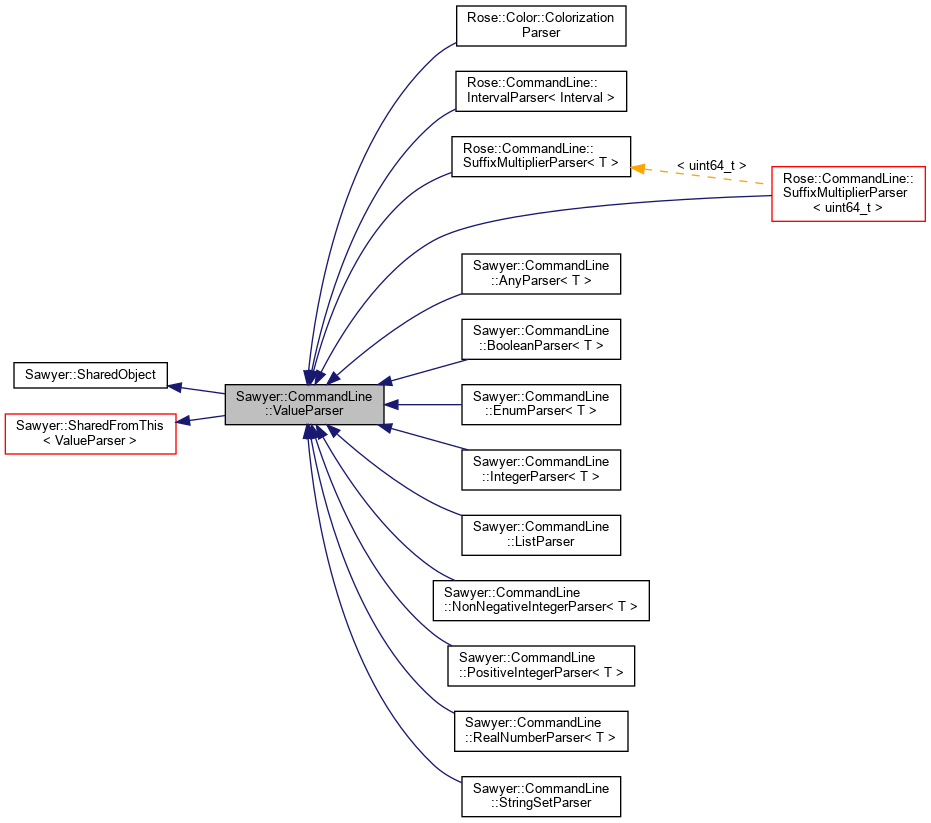 Rose::Color::Colorization
Parser
Rose::CommandLine::
IntervalParser< Interval >
Rose::CommandLine::
SuffixMultiplierParser< T >
< uint64_t >
Rose::CommandLine::
SuffixMultiplierParser
< uint64_t >
Sawyer::CommandLine
::AnyParser< T >
Sawyer::CommandLine
::BooleanParser< T >
Sawyer::SharedObject
Sawyer::SharedFromThis
< ValueParser >
Sawyer::CommandLine
::ValueParser
Sawyer::CommandLine
::EnumParser< T >
Sawyer::CommandLine
::IntegerParser< T >
Sawyer::CommandLine
::ListParser
Sawyer::CommandLine
::NonNegativeIntegerParser< T >
Sawyer::CommandLine
::PositiveIntegerParser< T >
Sawyer::CommandLine
::RealNumberParser< T >
Sawyer::CommandLine
::StringSetParser